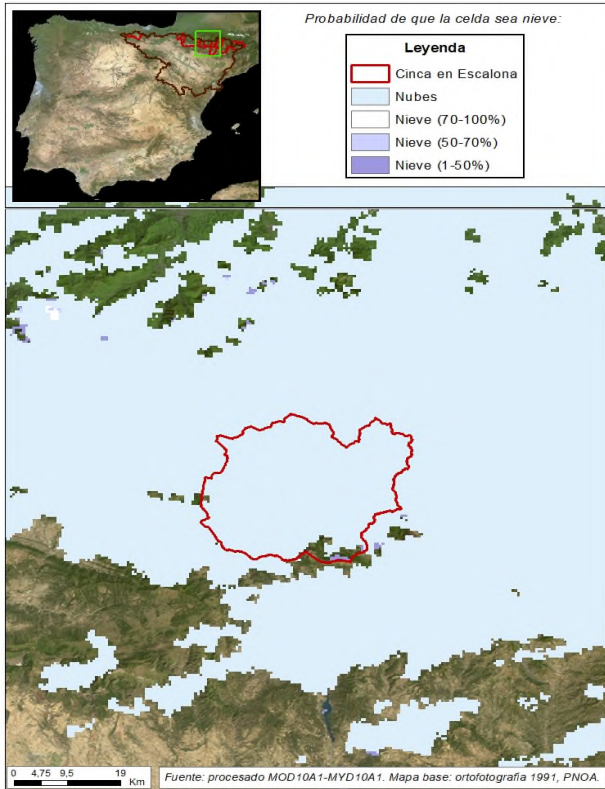 Probabilidad de que la celda sea nieve:
Leyenda
Cinca en Escalona
Nubes
Nieve (70-100%)
Nieve (50-70%)
Nieve (1-50%)
0 4,75 9,5 19
Km
Fuente: procesado MOD10A1-MYD10A1. Mapa base: ortofotografía 1991, PNOA.